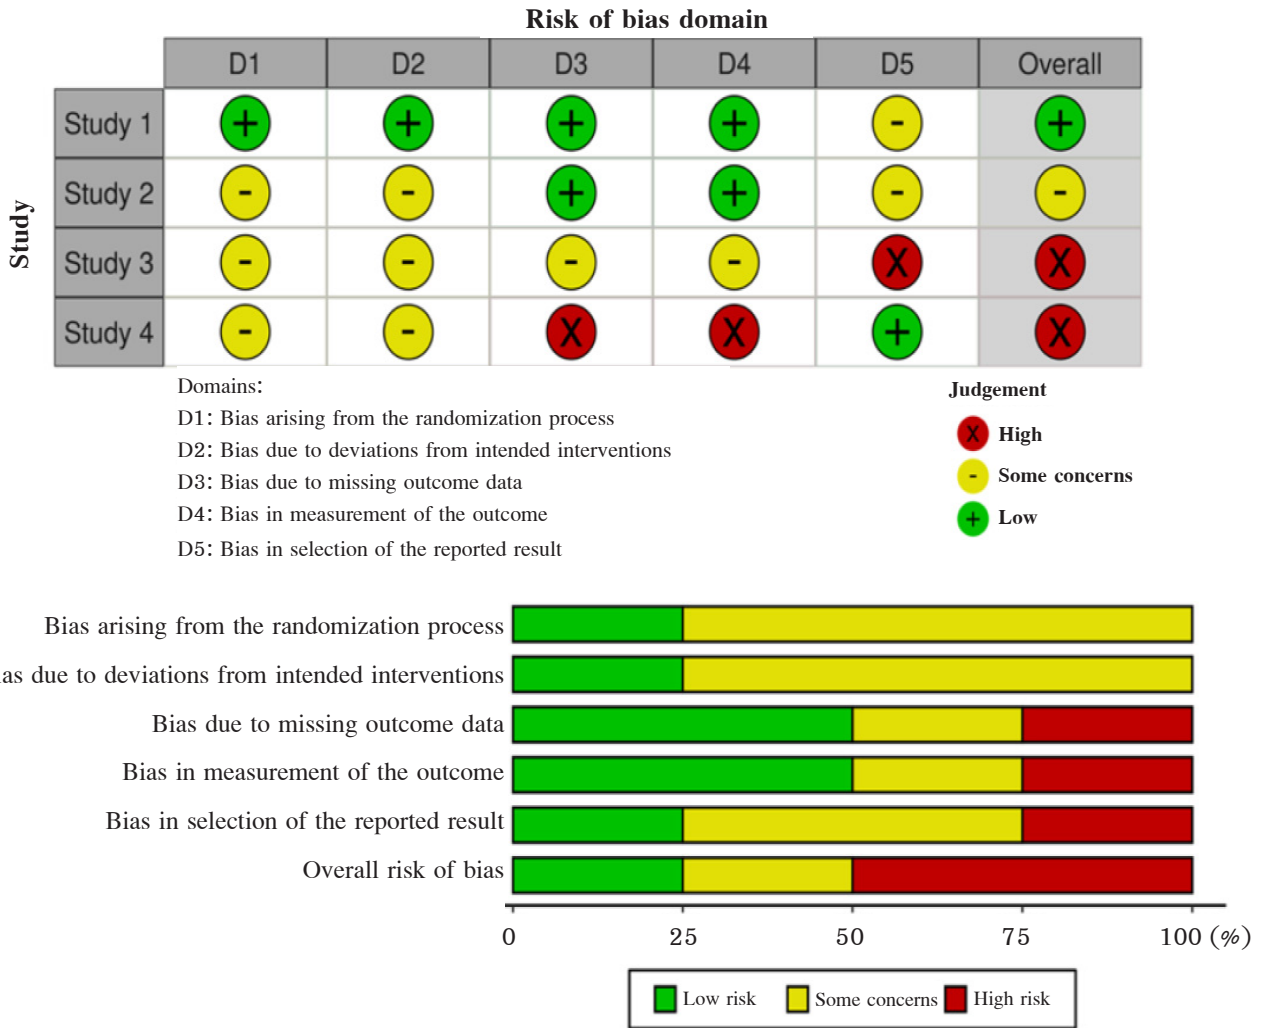 Risk of bias domain
D1 D2 D3 D4 D5 Overall
Study
Study 1 + + + + - +
Study 2 - - + + - -
Study 3 - - - - X X
Study 4 - - X X + X
Domains:
D1: Bias arising from the randomization process
D2: Bias due to deviations from intended interventions
D3: Bias due to missing outcome data
D4: Bias in measurement of the outcome
D5: Bias in selection of the reported result
Judgement
X High
- Some concerns
+ Low
Bias arising from the randomization process
as due to deviations from intended interventions
Bias due to missing outcome data
Bias in measurement of the outcome
Bias in selection of the reported result
Overall risk of bias
0 25 50 75 100 (%)
Low risk Some concerns High risk